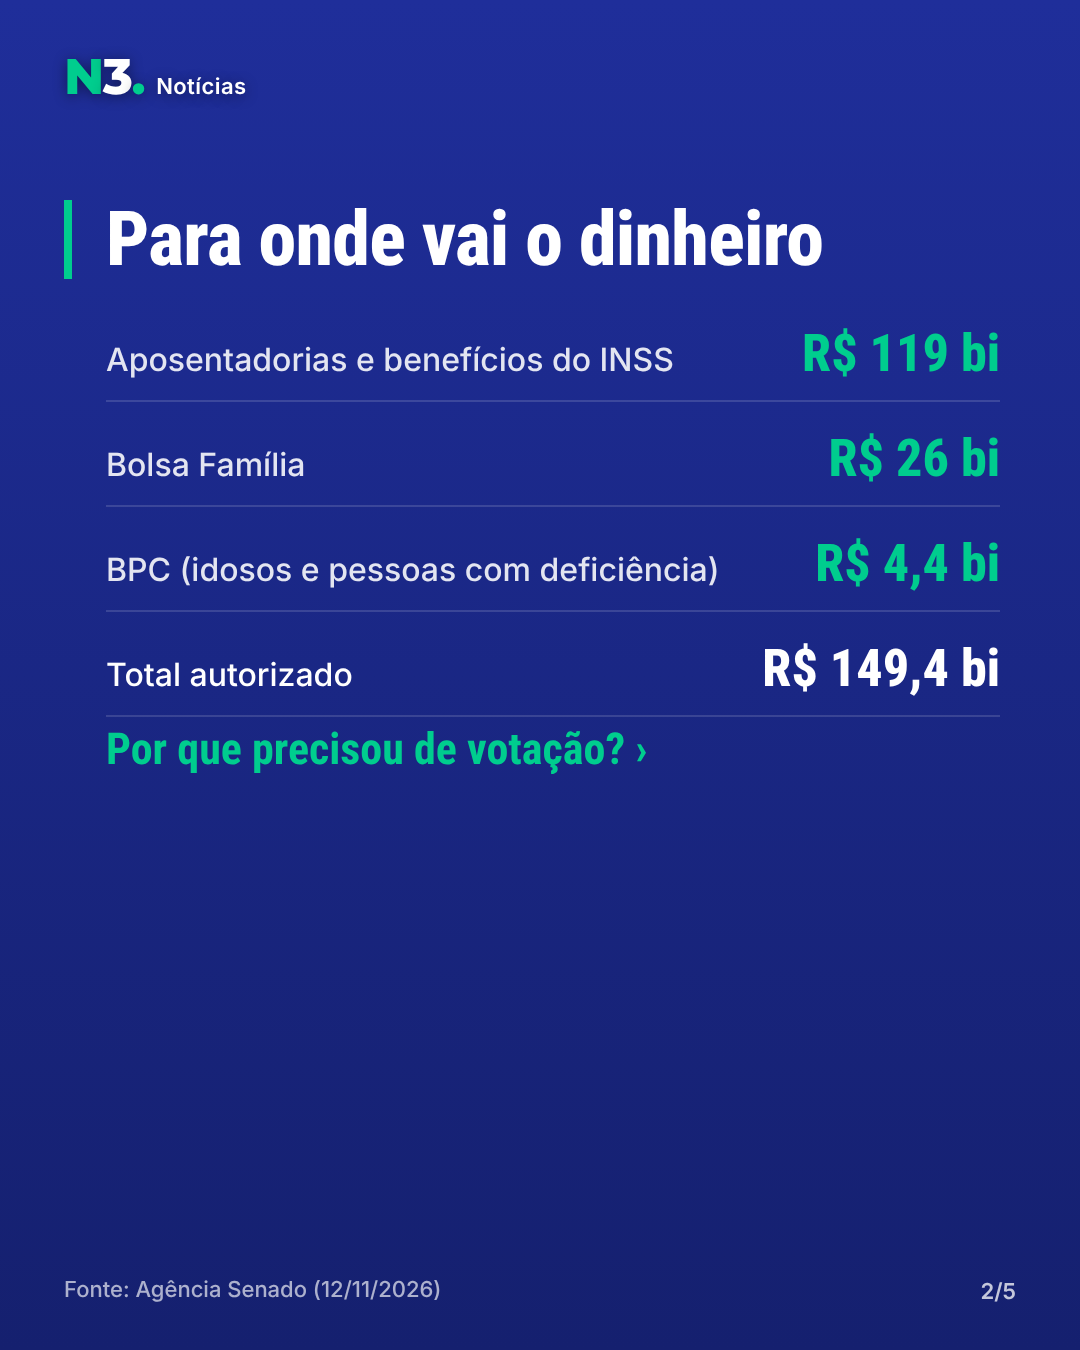 N3. Notícias
Para onde vai o dinheiro
Aposentadorias e benefícios do INSS R$ 119 bi
Bolsa Família R$ 26 bi
BPC (idosos e pessoas com deficiência) R$ 4,4 bi
Total autorizado R$ 149,4 bi
Por que precisou de votação? ›
Fonte: Agência Senado (12/11/2026) 2/5